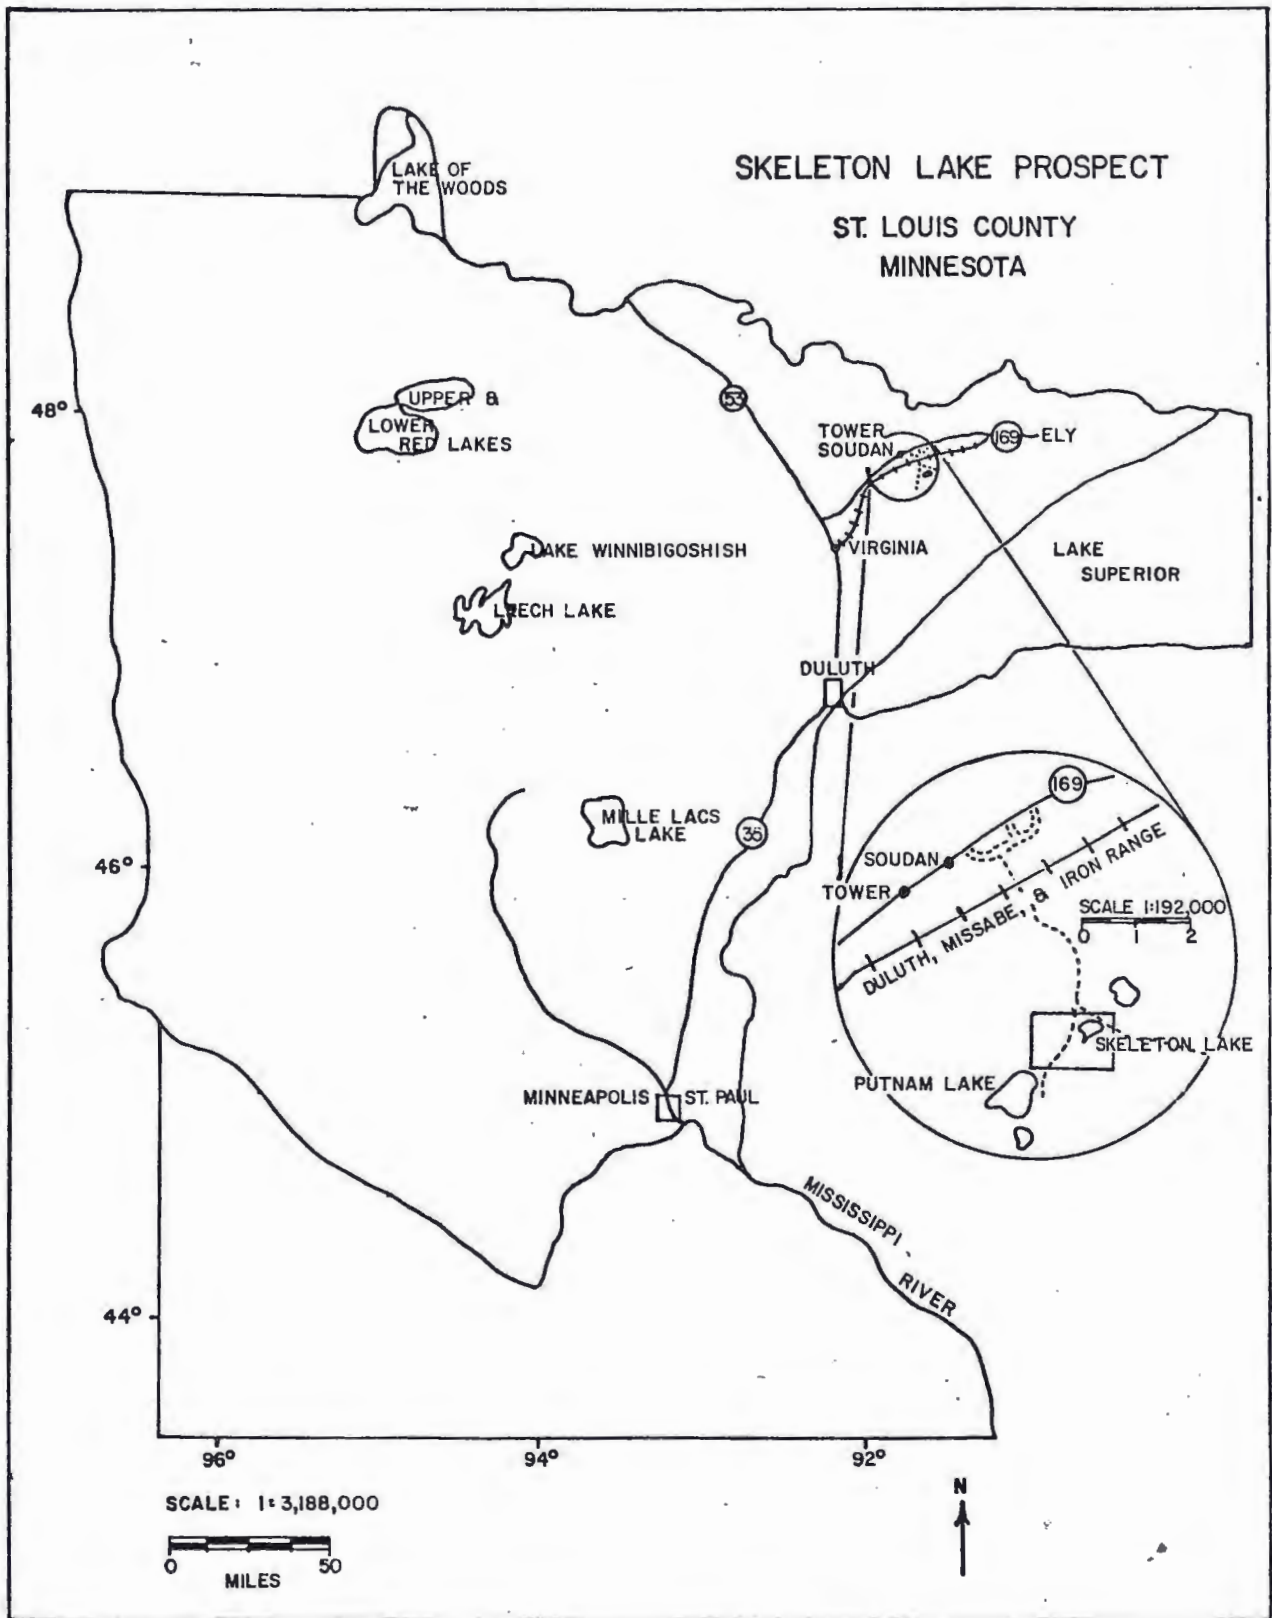 SKELETON LAKE PROSPECT
ST. LOUIS COUNTY
MINNESOTA
LAKE OF
THE WOODS
53
48°
UPPER &
LOWER
RED LAKES
TOWER
SOUDAN
169
ELY
LAKE WINNIBIGOSHISH
VIRGINIA
LAKE
SUPERIOR
LEECH LAKE
DULUTH
MILLE LACS
LAKE
35
46°
169
SOUDAN
TOWER
DULUTH, MISSABE, & IRON RANGE
SCALE 1:192,000
0 1 2
SKELETON LAKE
PUTNAM LAKE
MINNEAPOLIS
ST. PAUL
MISSISSIPPI
RIVER
44°
96°
94°
92°
SCALE: 1=3,188,000
0 50
MILES
N